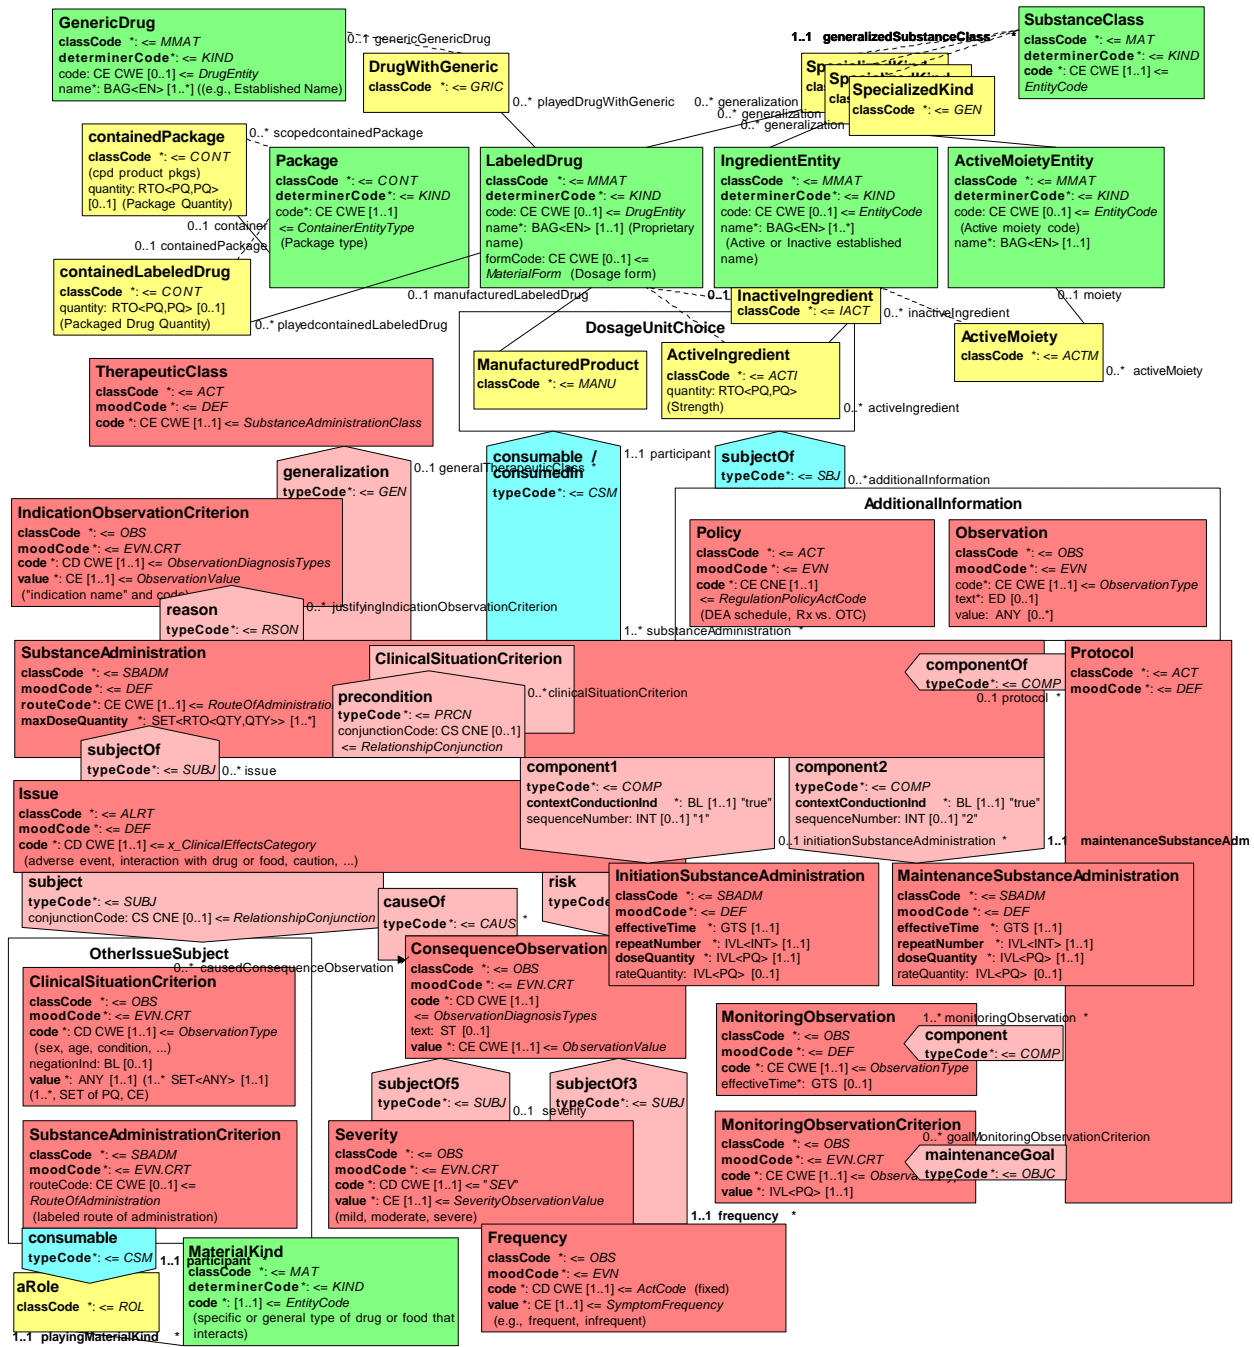 GenericDrug
classCode *: <= MMAT
determinerCode*: <= KIND
code: CE CWE [0..1] <= DrugEntity
name*: BAG<EN> [1..*] ((e.g., Established Name)
0..1 genericGenericDrug
DrugWithGeneric
classCode *: <= GRIC
0..* playedDrugWithGeneric
1..1 generalizedSubstanceClass *
SubstanceClass
classCode *: <= MAT
determinerCode*: <= KIND
code *: CE CWE [1..1] <=
EntityCode
SpecializedKind
classCode *: <= GEN
0..* generalization
0..* generalization
0..* generalization
containedPackage
classCode *: <= CONT
(cpd product pkgs)
quantity: RTO<PQ,PQ>
[0..1] (Package Quantity)
0..* scopedcontainedPackage
0..1 container
0..1 containedPackage
Package
classCode *: <= CONT
determinerCode*: <= KIND
code*: CE CWE [1..1]
<= ContainerEntityType
(Package type)
LabeledDrug
classCode *: <= MMAT
determinerCode*: <= KIND
code: CE CWE [0..1] <= DrugEntity
name*: BAG<EN> [1..1] (Proprietary
name)
formCode: CE CWE [0..1] <=
MaterialForm (Dosage form)
IngredientEntity
classCode *: <= MMAT
determinerCode*: <= KIND
code: CE CWE [0..1] <= EntityCode
name*: BAG<EN> [1..*]
(Active or Inactive established
name)
ActiveMoietyEntity
classCode *: <= MMAT
determinerCode*: <= KIND
code: CE CWE [0..1] <= EntityCode
(Active moiety code)
name*: BAG<EN> [1..1]
containedLabeledDrug
classCode *: <= CONT
quantity: RTO<PQ,PQ> [0..1]
(Packaged Drug Quantity)
0..* playedcontainedLabeledDrug
0..1 manufacturedLabeledDrug
0..1
InactiveIngredient
classCode *: <= IACT
0..* inactiveIngredient
0..1 moiety
ActiveMoiety
classCode *: <= ACTM
0..* activeMoiety
DosageUnitChoice
ManufacturedProduct
classCode *: <= MANU
ActiveIngredient
classCode *: <= ACTI
quantity: RTO<PQ,PQ>
(Strength)
0..* activeIngredient
TherapeuticClass
classCode *: <= ACT
moodCode *: <= DEF
code *: CE CWE [1..1] <= SubstanceAdministrationClass
generalization
typeCode*: <= GEN
0..1 generalTherapeuticClass *
consumable /
consumedIn
typeCode*: <= CSM
1..1 participant
subjectOf
typeCode*: <= SBJ
0..*additionalInformation
AdditionalInformation
Policy
classCode *: <= ACT
moodCode *: <= EVN
code *: CE CNE [1..1]
<= RegulationPolicyActCode
(DEA schedule, Rx vs. OTC)
Observation
classCode *: <= OBS
moodCode *: <= EVN
code*: CE CWE [1..1] <= ObservationType
text*: ED [0..1]
value: ANY [0..*]
IndicationObservationCriterion
classCode *: <= OBS
moodCode *: <= EVN.CRT
code *: CD CWE [1..1] <= ObservationDiagnosisTypes
value *: CE [1..1] <= ObservationValue
("indication name" and code)
reason
typeCode*: <= RSON
0..* justifyingIndicationObservationCriterion
1..* substanceAdministration *
SubstanceAdministration
classCode *: <= SBADM
moodCode *: <= DEF
routeCode*: CE CWE [1..1] <= RouteOfAdministration
maxDoseQuantity *: SET<RTO<QTY,QTY>> [1..*]
ClinicalSituationCriterion
precondition
typeCode *: <= PRCN
conjunctionCode: CS CNE [0..1]
<= RelationshipConjunction
0..*clinicalSituationCriterion
componentOf
typeCode*: <= COMP
0..1 protocol *
Protocol
classCode *: <= ACT
moodCode *: <= DEF
subjectOf
typeCode*: <= SUBJ
0..* issue
component1
typeCode*: <= COMP
contextConductionInd *: BL [1..1] "true"
sequenceNumber: INT [0..1] "1"
component2
typeCode*: <= COMP
contextConductionInd *: BL [1..1] "true"
sequenceNumber: INT [0..1] "2"
Issue
classCode *: <= ALRT
moodCode *: <= DEF
code *: CD CWE [1..1] <= x_ClinicalEffectsCategory
(adverse event, interaction with drug or food, caution, ...)
0..1 initiationSubstanceAdministration *
1..1 maintenanceSubstanceAdm
subject
typeCode*: <= SUBJ
conjunctionCode: CS CNE [0..1] <= RelationshipConjunction
causeOf
typeCode*: <= CAUS *
risk
typeCode
InitiationSubstanceAdministration
classCode *: <= SBADM
moodCode *: <= DEF
effectiveTime *: GTS [1..1]
repeatNumber *: IVL<INT> [1..1]
doseQuantity *: IVL<PQ> [1..1]
rateQuantity: IVL<PQ> [0..1]
MaintenanceSubstanceAdministration
classCode *: <= SBADM
moodCode *: <= DEF
effectiveTime *: GTS [1..1]
repeatNumber *: IVL<INT> [1..1]
doseQuantity *: IVL<PQ> [1..1]
rateQuantity: IVL<PQ> [0..1]
OtherIssueSubject
0..* causedConsequenceObservation
ClinicalSituationCriterion
classCode *: <= OBS
moodCode *: <= EVN.CRT
code *: CD CWE [1..1] <= ObservationType
(sex, age, condition, ...)
negationInd: BL [0..1]
value *: ANY [1..1] (1..* SET<ANY> [1..1]
(1..*, SET of PQ, CE)
ConsequenceObservation
classCode *: <= OBS
moodCode *: <= EVN.CRT
code *: CD CWE [1..1]
<= ObservationDiagnosisTypes
text: ST [0..1]
value *: CE CWE [1..1] <= ObservationValue
MonitoringObservation
classCode *: <= OBS
moodCode *: <= DEF
code *: CE CWE [1..1] <= ObservationType
effectiveTime*: GTS [0..1]
1..* monitoringObservation *
component
typeCode*: <= COMP
subjectOf5
typeCode*: <= SUBJ
0..1 severity
subjectOf3
typeCode*: <= SUBJ
SubstanceAdministrationCriterion
classCode *: <= SBADM
moodCode *: <= EVN.CRT
routeCode: CE CWE [0..1] <=
RouteOfAdministration
(labeled route of administration)
Severity
classCode *: <= OBS
moodCode *: <= EVN.CRT
code *: CD CWE [1..1] <= "SEV"
value *: CE [1..1] <= SeverityObservationValue
(mild, moderate, severe)
MonitoringObservationCriterion
classCode *: <= OBS
moodCode *: <= EVN.CRT
code *: CE CWE [1..1] <=
value *: IVL<PQ> [1..1]
0..* goalMonitoringObservationCriterion
maintenanceGoal
typeCode*: <= OBJC
1..1 frequency *
consumable
typeCode*: <= CSM
1..1 participant *
aRole
classCode *: <= ROL
1..1 playingMaterialKind *
MaterialKind
classCode *: <= MAT
determinerCode*: <= KIND
code *: [1..1] <= EntityCode
(specific or general type of drug or food that
interacts)
Frequency
classCode *: <= OBS
moodCode *: <= EVN
code *: CD CWE [1..1] <= ActCode (fixed)
value *: CE [1..1] <= SymptomFrequency
(e.g., frequent, infrequent)